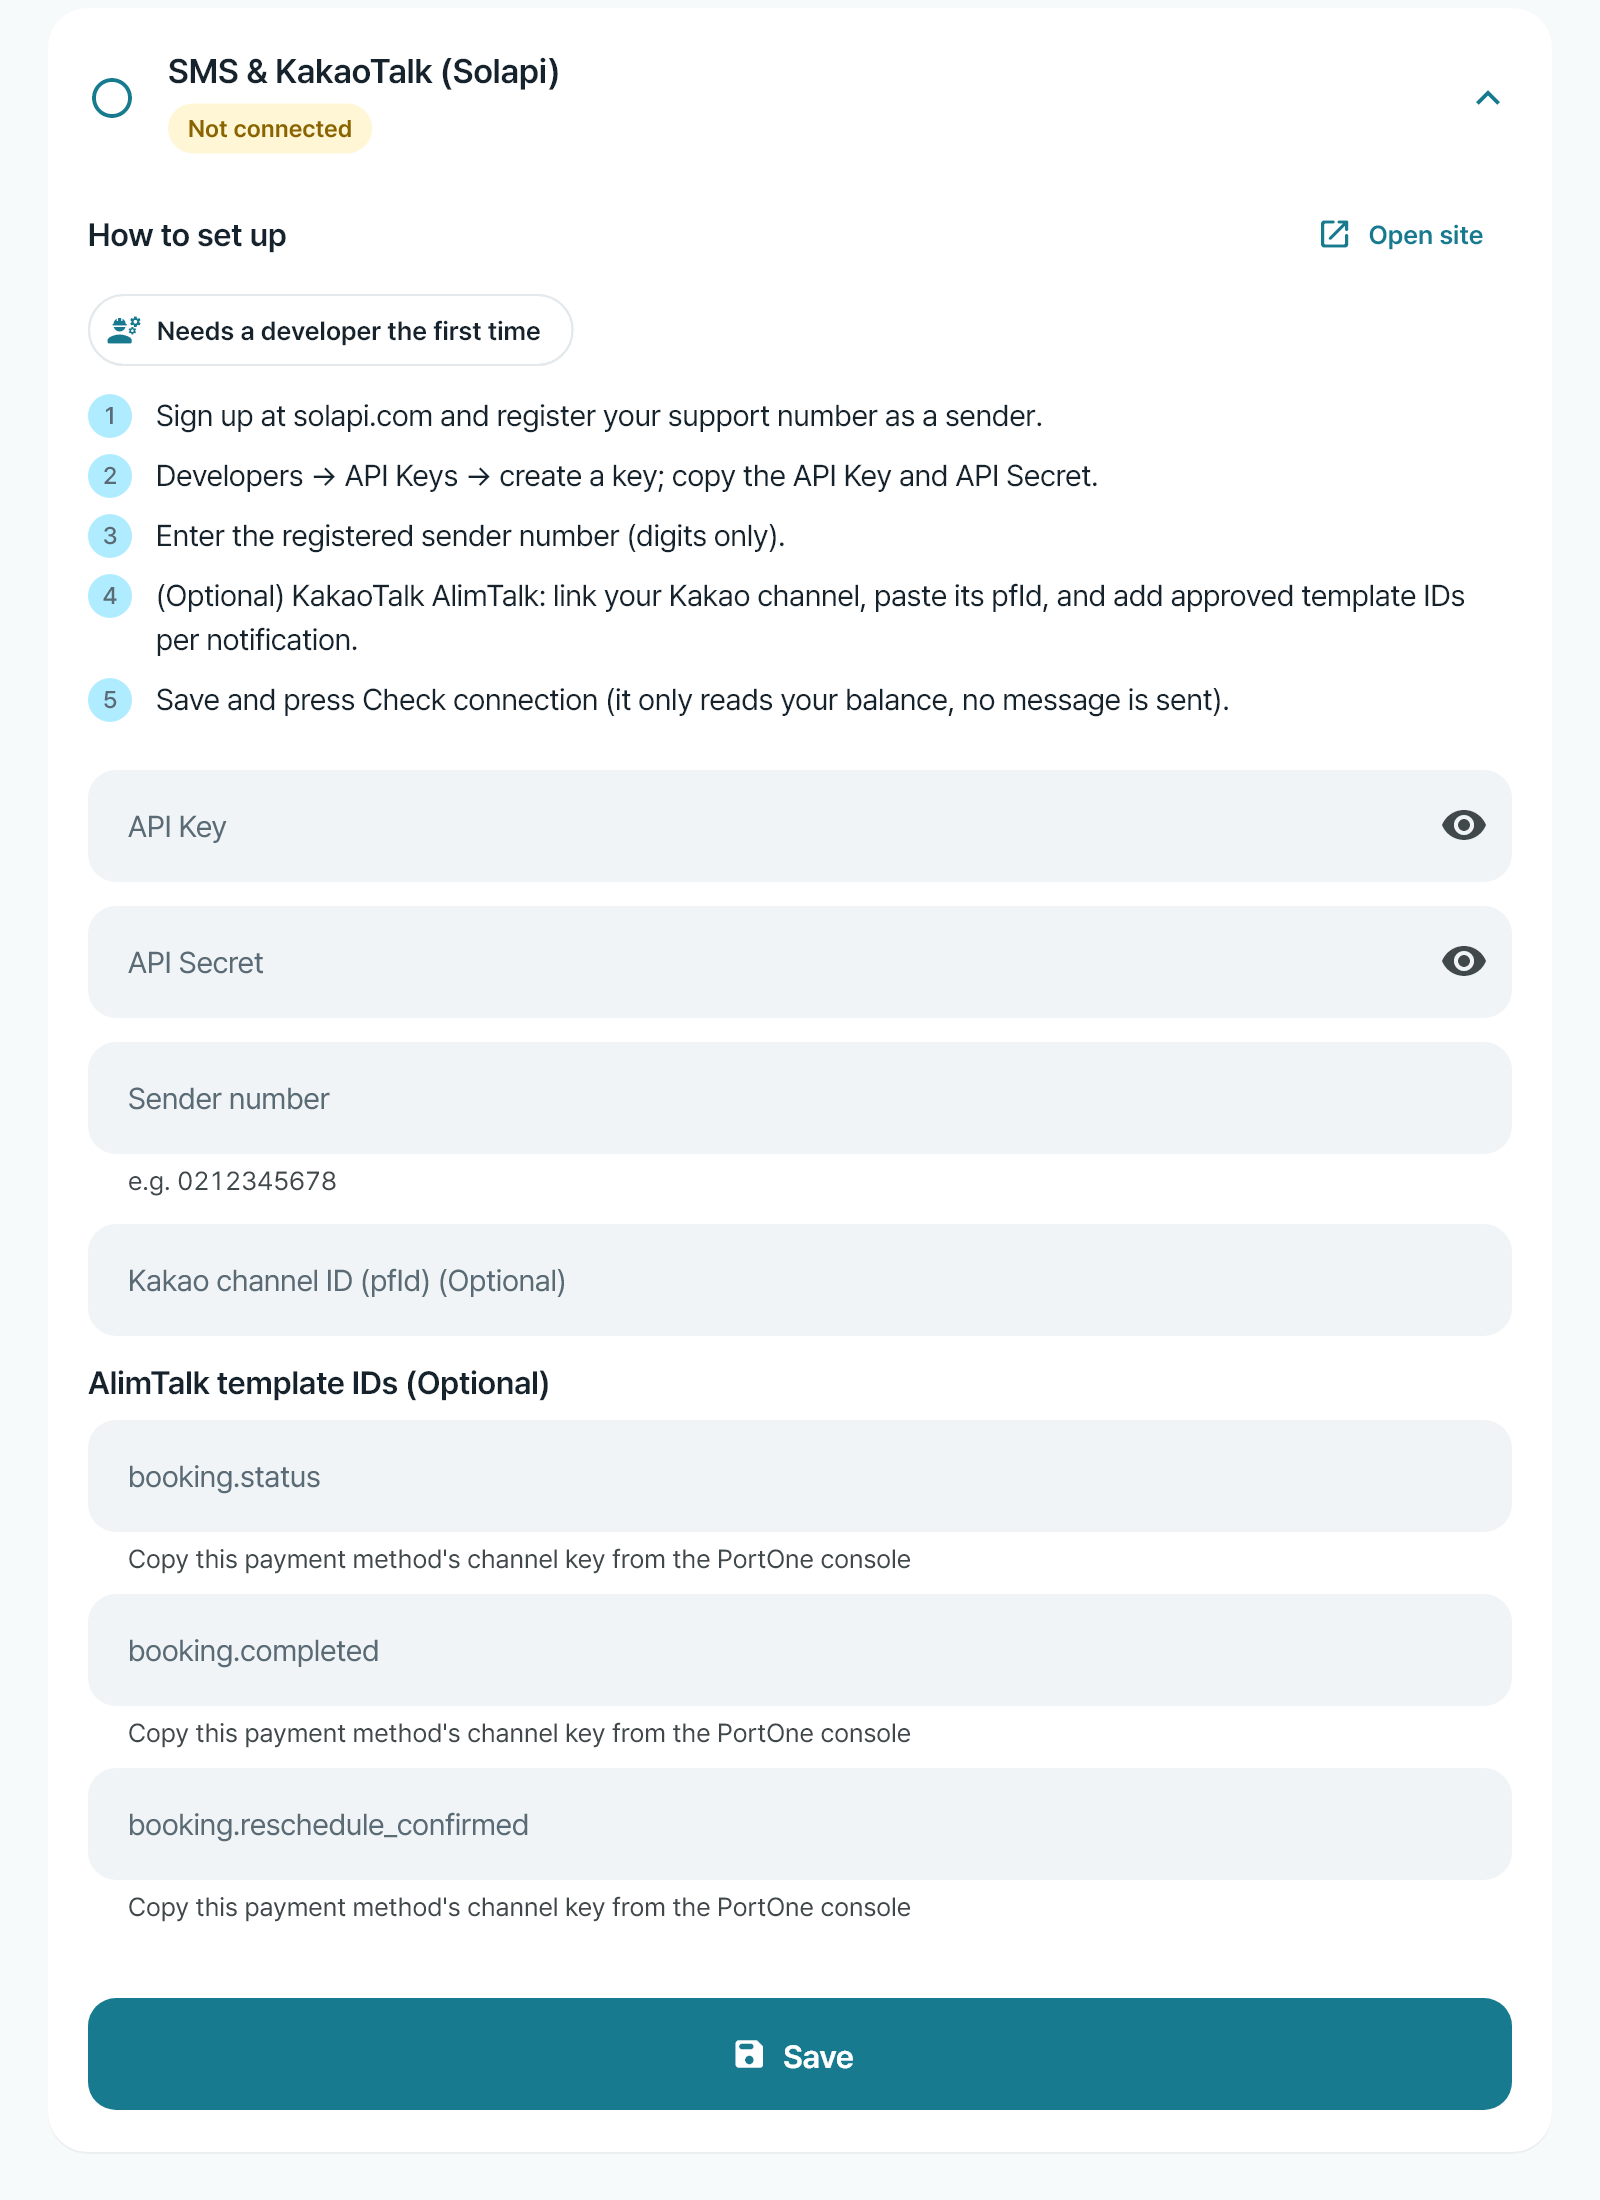 SMS & KakaoTalk (Solapi)
Not connected
How to set up
Open site
Needs a developer the first time
1 Sign up at solapi.com and register your support number as a sender.
2 Developers → API Keys → create a key; copy the API Key and API Secret.
3 Enter the registered sender number (digits only).
4 (Optional) KakaoTalk AlimTalk: link your Kakao channel, paste its pfId, and add approved template IDs
per notification.
5 Save and press Check connection (it only reads your balance, no message is sent).
API Key
API Secret
Sender number
e.g. 0212345678
Kakao channel ID (pfId) (Optional)
AlimTalk template IDs (Optional)
booking.status
Copy this payment method's channel key from the PortOne console
booking.completed
Copy this payment method's channel key from the PortOne console
booking.reschedule_confirmed
Copy this payment method's channel key from the PortOne console
Save